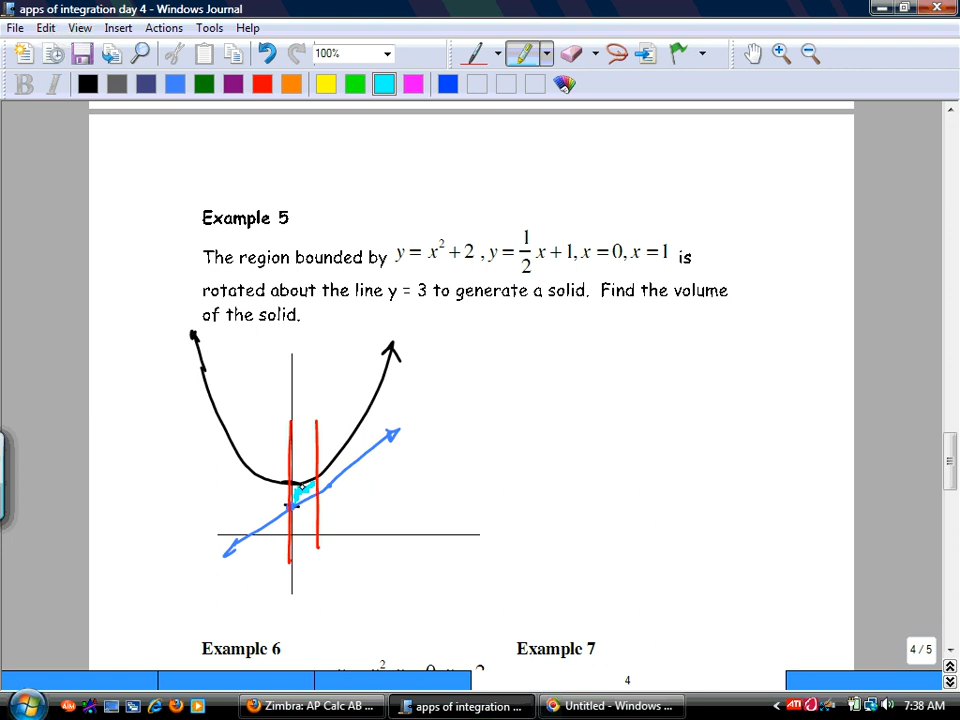 apps of integration day 4 - Windows Journal
File Edit View Insert Actions Tools Help
100%
B I
Example 5
The region bounded by y = x² + 2 , y = 1/2 x + 1, x = 0, x = 1 is
rotated about the line y = 3 to generate a solid. Find the volume
of the solid.
Example 6 Example 7
4 / 5
4
Zimbra: AP Calc AB ... apps of integration ... Untitled - Windows ... 7:38 AM